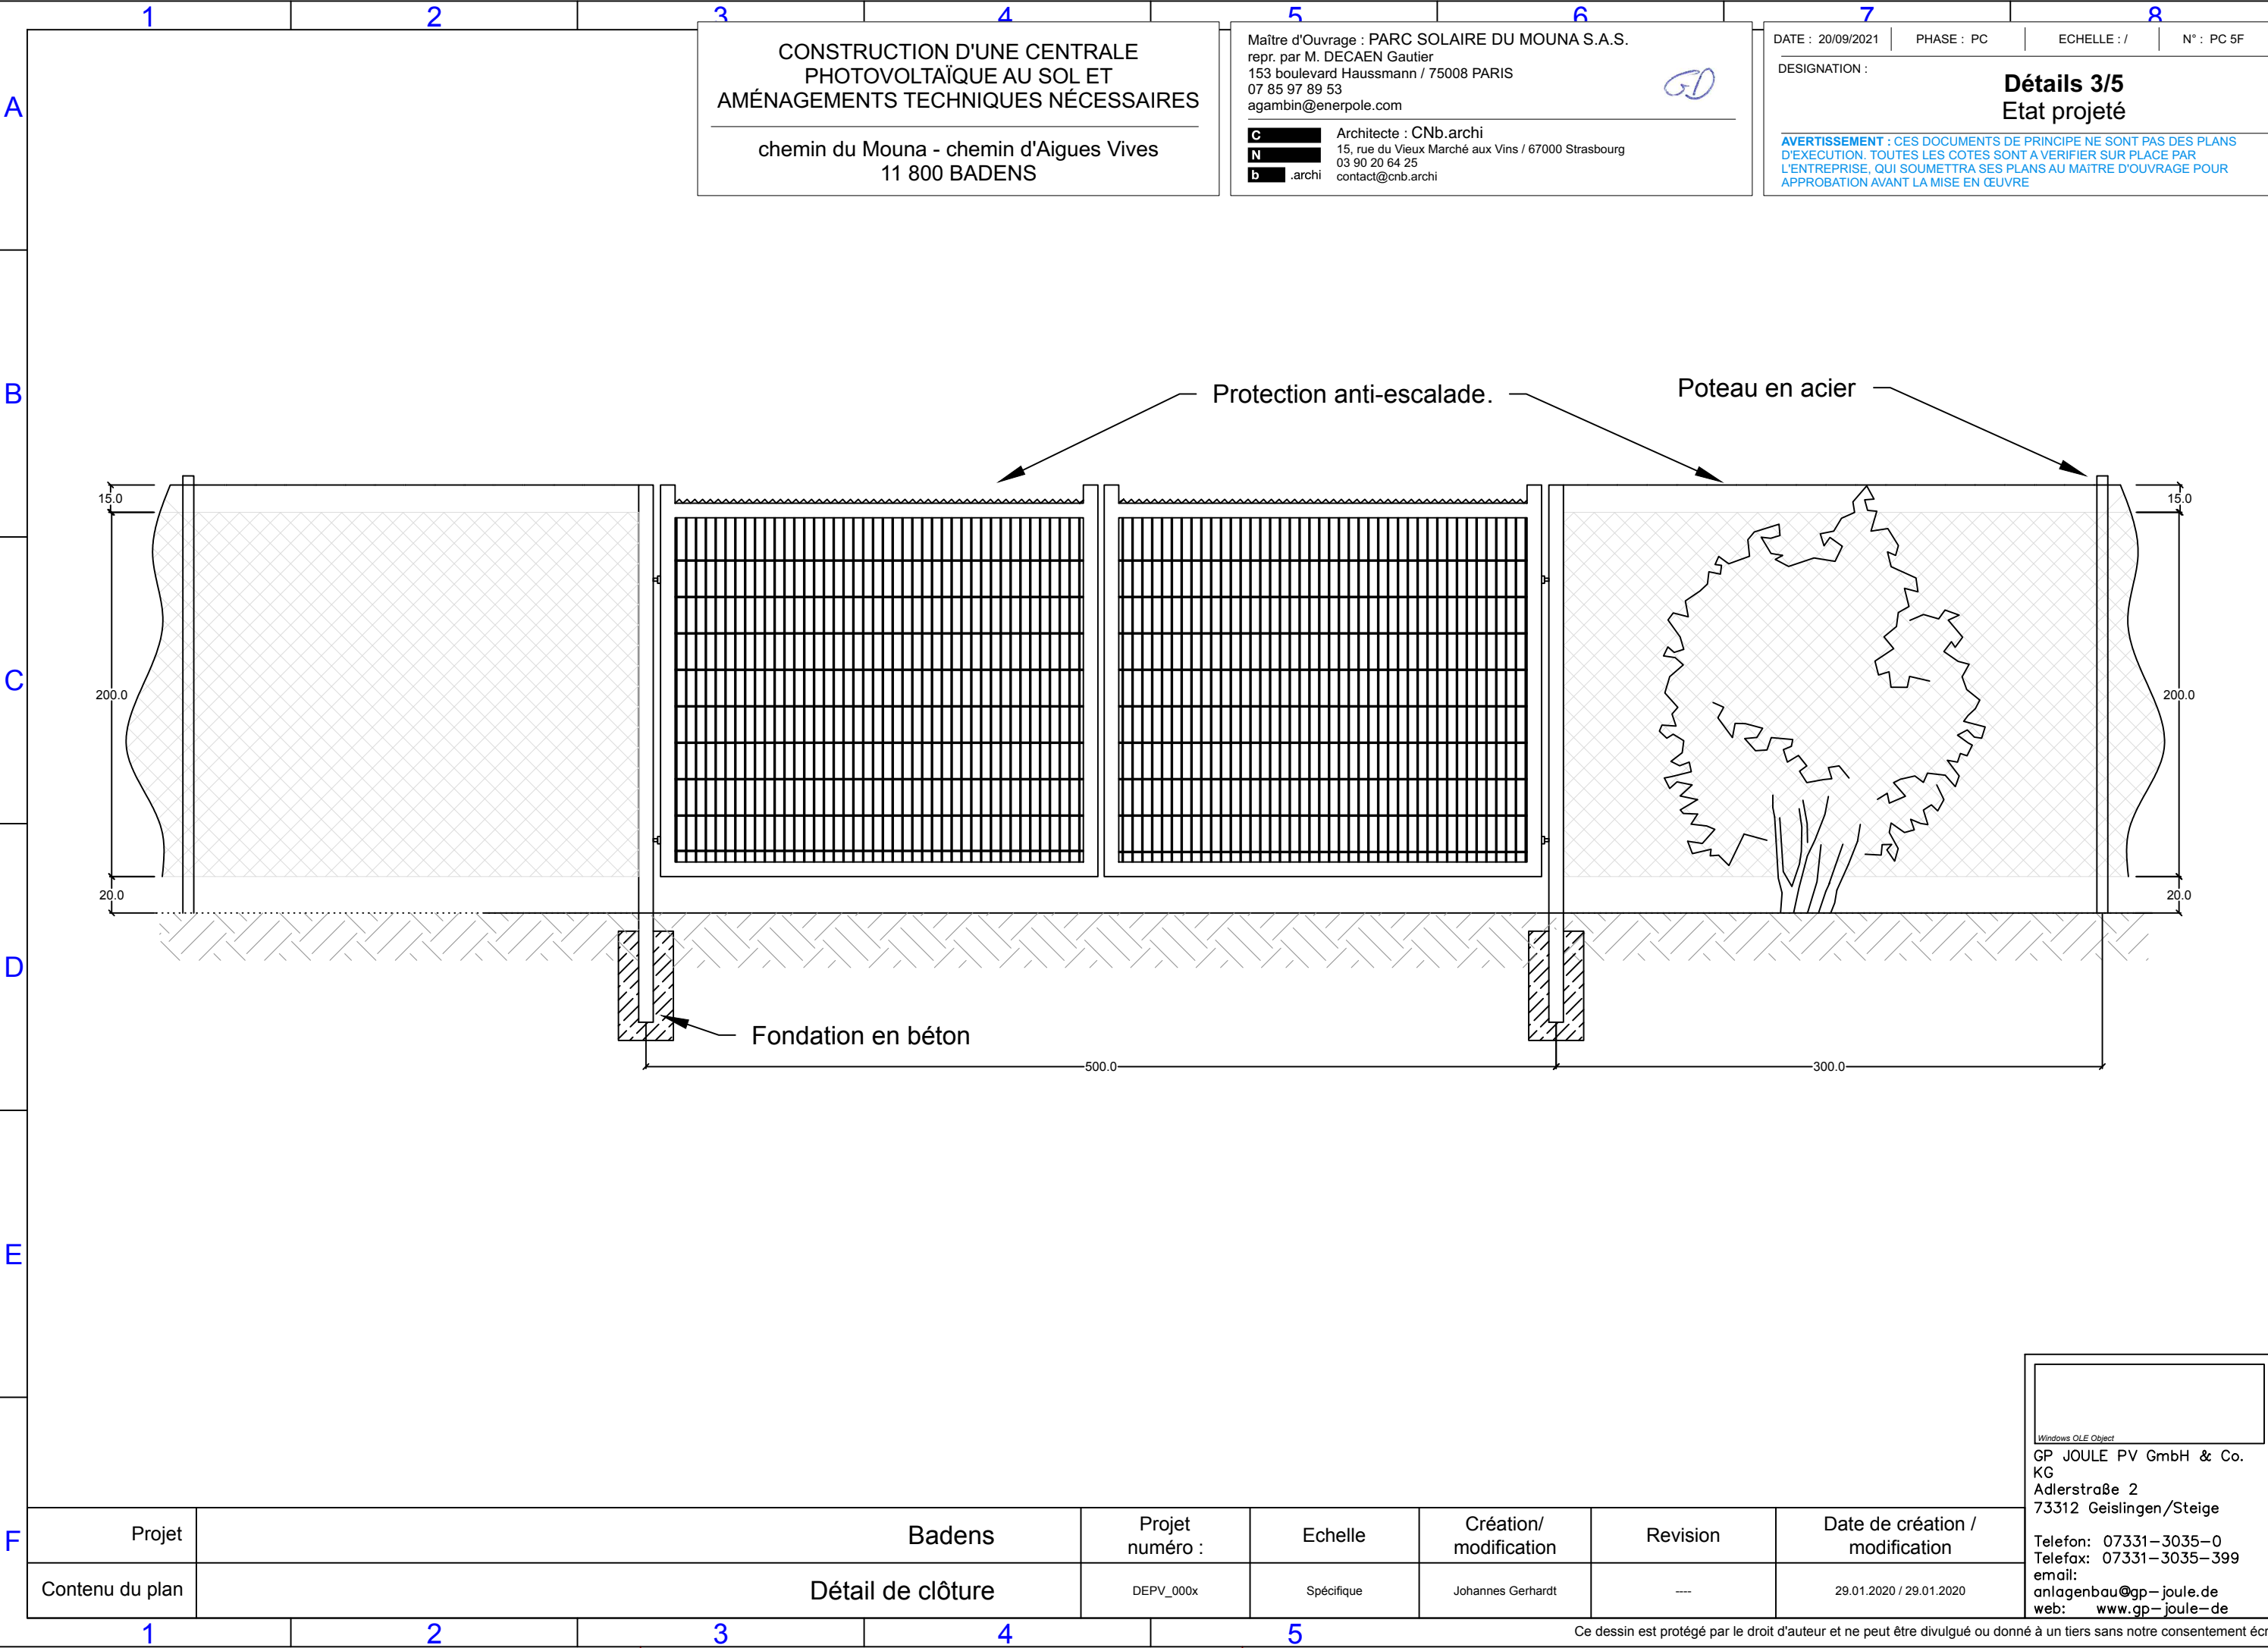 1 2 3 4 5 6 7 8
CONSTRUCTION D'UNE CENTRALE
PHOTOVOLTAÏQUE AU SOL ET
AMÉNAGEMENTS TECHNIQUES NÉCESSAIRES
chemin du Mouna - chemin d'Aigues Vives
11 800 BADENS
Maître d'Ouvrage : PARC SOLAIRE DU MOUNA S.A.S.
repr. par M. DECAEN Gautier
153 boulevard Haussmann / 75008 PARIS
07 85 97 89 53
agambin@enerpole.com
GD
C
N
b .archi
Architecte : CNb.archi
15, rue du Vieux Marché aux Vins / 67000 Strasbourg
03 90 20 64 25
contact@cnb.archi
DATE : 20/09/2021 PHASE : PC ECHELLE : / N° : PC 5F
DESIGNATION :
Détails 3/5
Etat projeté
AVERTISSEMENT : CES DOCUMENTS DE PRINCIPE NE SONT PAS DES PLANS
D'EXECUTION. TOUTES LES COTES SONT A VERIFIER SUR PLACE PAR
L'ENTREPRISE, QUI SOUMETTRA SES PLANS AU MAITRE D'OUVRAGE POUR
APPROBATION AVANT LA MISE EN ŒUVRE
A
B
C
D
E
F
Protection anti-escalade.
Poteau en acier
15.0
200.0
20.0
15.0
200.0
20.0
Fondation en béton
500.0
300.0
Windows OLE Object
GP JOULE PV GmbH & Co.
KG
Adlerstraße 2
73312 Geislingen/Steige
Telefon: 07331-3035-0
Telefax: 07331-3035-399
email:
anlagenbau@gp-joule.de
web: www.gp-joule-de
Projet
Badens
Projet
numéro :
Echelle
Création/
modification
Revision
Date de création /
modification
Contenu du plan
Détail de clôture
DEPV_000x
Spécifique
Johannes Gerhardt
----
29.01.2020 / 29.01.2020
1 2 3 4 5
Ce dessin est protégé par le droit d'auteur et ne peut être divulgué ou donné à un tiers sans notre consentement